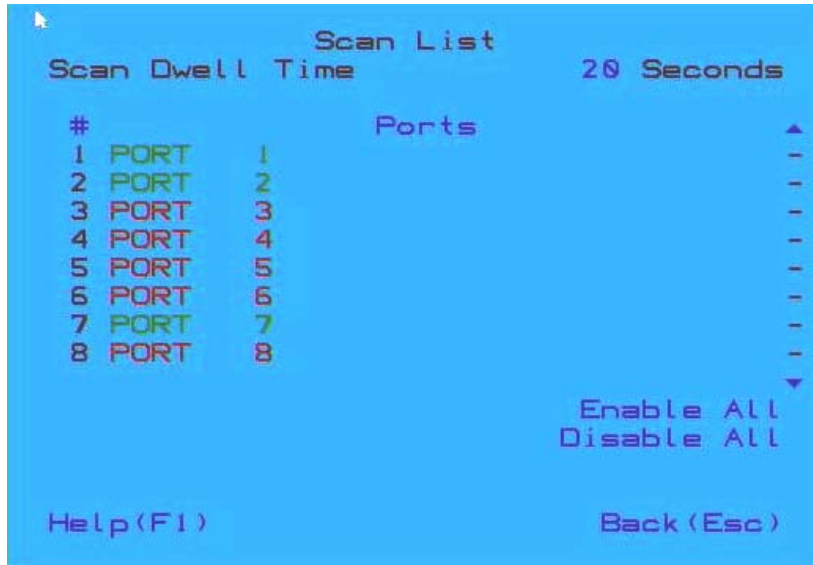 Scan List
Scan Dwell Time 20 Seconds
# Ports
1 PORT 1
2 PORT 2
3 PORT 3
4 PORT 4
5 PORT 5
6 PORT 6
7 PORT 7
8 PORT 8
Enable All
Disable All
Help(F1) Back(Esc)